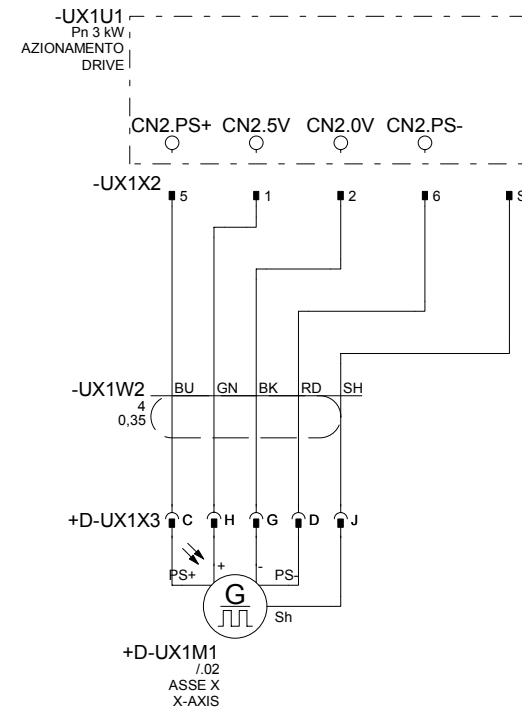 -UX1U1
Pn 3 kW
AZIONAMENTO
DRIVE
CN2.PS+ CN2.5V CN2.0V CN2.PS-
-UX1X2
5 1 2 6 S
-UX1W2 BU GN BK RD SH
4
0,35
+D-UX1X3 C H G D J
PS+ + - PS-
G
Sh
+D-UX1M1
/.02
ASSE X
X-AXIS